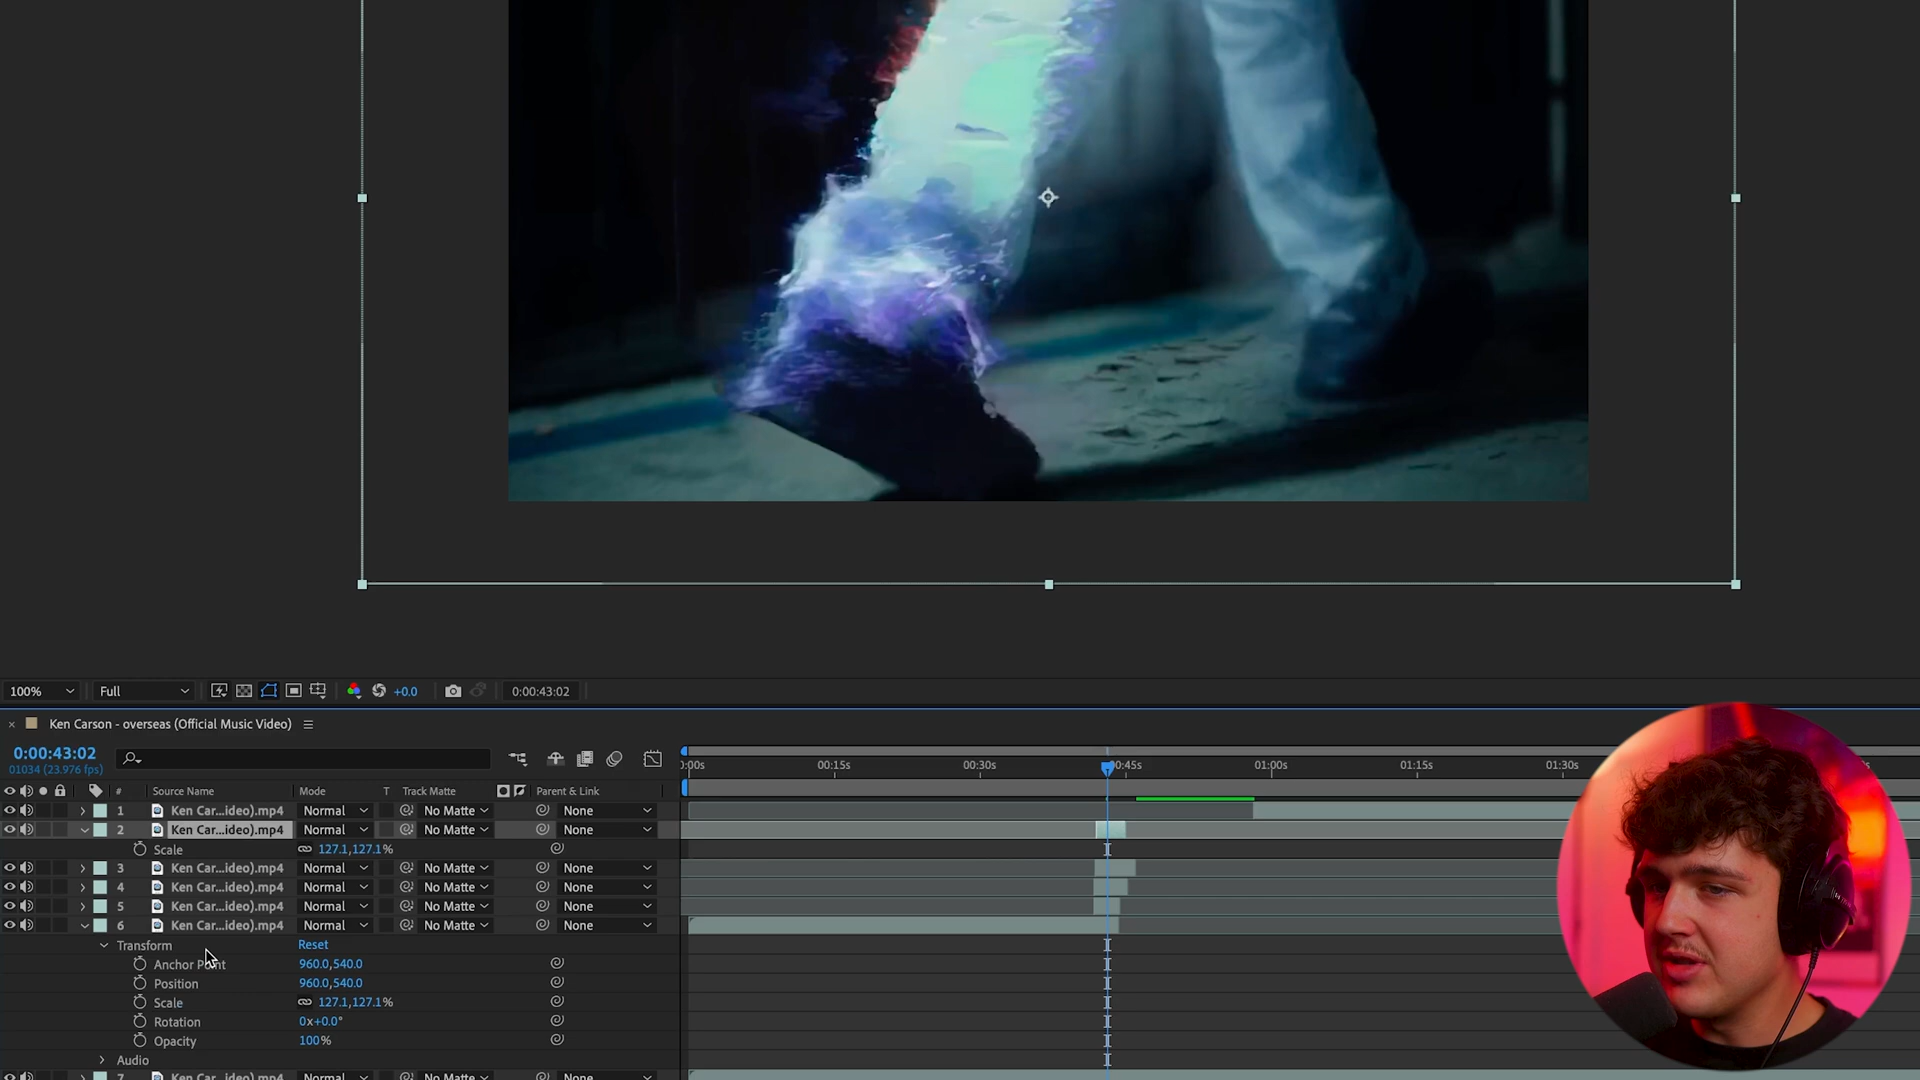 100% Full +0.0 0:00:43:02
Ken Carson - overseas (Official Music Video)
0:00:43:02
01034 (23.976 fps)
0:00s 00:15s 00:30s 00:45s 01:00s 01:15s 01:30s
# Source Name Mode T Track Matte Parent & Link
1 Ken Car...ideo).mp4 Normal No Matte None
2 Ken Car...ideo).mp4 Normal No Matte None
Scale 127.1,127.1%
3 Ken Car...ideo).mp4 Normal No Matte None
4 Ken Car...ideo).mp4 Normal No Matte None
5 Ken Car...ideo).mp4 Normal No Matte None
6 Ken Car...ideo).mp4 Normal No Matte None
Transform Reset
Anchor Point 960.0,540.0
Position 960.0,540.0
Scale 127.1,127.1%
Rotation 0x+0.0°
Opacity 100%
Audio
7 Ken Car...ideo).mp4 Normal No Matte None